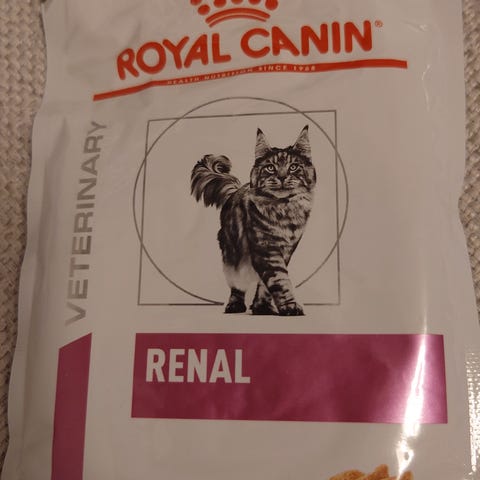 ROYAL CANIN®
HEALTH NUTRITION SINCE 1968
VETERINARY
RENAL